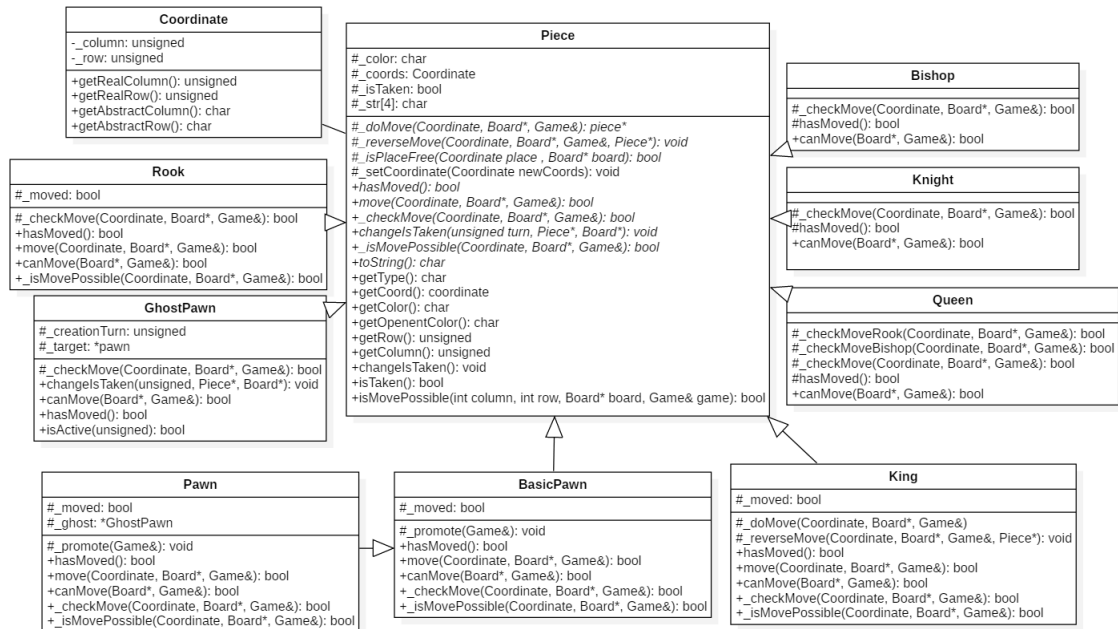 Coordinate
-_column: unsigned
-_row: unsigned
+getRealColumn(): unsigned
+getRealRow(): unsigned
+getAbstractColumn(): char
+getAbstractRow(): char
Piece
#_color: char
#_coords: Coordinate
#_isTaken: bool
#_str[4]: char
#_doMove(Coordinate, Board*, Game&): piece*
#_reverseMove(Coordinate, Board*, Game&, Piece*): void
#_isPlaceFree(Coordinate place , Board* board): bool
#_setCoordinate(Coordinate newCoords): void
+hasMoved(): bool
+move(Coordinate, Board*, Game&): bool
+_checkMove(Coordinate, Board*, Game&): bool
+changeIsTaken(unsigned turn, Piece*, Board*): void
+_isMovePossible(Coordinate, Board*, Game&): bool
+toString(): char
+getType(): char
+getCoord(): coordinate
+getColor(): char
+getOpenentColor(): char
+getRow(): unsigned
+getColumn(): unsigned
+changeIsTaken(): void
+isTaken(): bool
+isMovePossible(int column, int row, Board* board, Game& game): bool
Bishop
#_checkMove(Coordinate, Board*, Game&): bool
#hasMoved(): bool
+canMove(Board*, Game&): bool
Rook
#_moved: bool
#_checkMove(Coordinate, Board*, Game&): bool
+hasMoved(): bool
+move(Coordinate, Board*, Game&): bool
+canMove(Board*, Game&): bool
+_isMovePossible(Coordinate, Board*, Game&): bool
Knight
#_checkMove(Coordinate, Board*, Game&): bool
#hasMoved(): bool
+canMove(Board*, Game&): bool
GhostPawn
#_creationTurn: unsigned
#_target: *pawn
#_checkMove(Coordinate, Board*, Game&): bool
+changeIsTaken(unsigned, Piece*, Board*): void
+canMove(Board*, Game&): bool
+hasMoved(): bool
+isActive(unsigned): bool
Queen
#_checkMoveRook(Coordinate, Board*, Game&): bool
#_checkMoveBishop(Coordinate, Board*, Game&): bool
#_checkMove(Coordinate, Board*, Game&): bool
#hasMoved(): bool
+canMove(Board*, Game&): bool
Pawn
#_moved: bool
#_ghost: *GhostPawn
#_promote(Game&): void
+hasMoved(): bool
+move(Coordinate, Board*, Game&): bool
+canMove(Board*, Game&): bool
+_checkMove(Coordinate, Board*, Game&): bool
+_isMovePossible(Coordinate, Board*, Game&): bool
BasicPawn
#_moved: bool
#_promote(Game&): void
+hasMoved(): bool
+move(Coordinate, Board*, Game&): bool
+canMove(Board*, Game&): bool
+_checkMove(Coordinate, Board*, Game&): bool
+_isMovePossible(Coordinate, Board*, Game&): bool
King
#_moved: bool
#_doMove(Coordinate, Board*, Game&)
#_reverseMove(Coordinate, Board*, Game&, Piece*): void
+hasMoved(): bool
+move(Coordinate, Board*, Game&): bool
+canMove(Board*, Game&): bool
+_checkMove(Coordinate, Board*, Game&): bool
+_isMovePossible(Coordinate, Board*, Game&): bool